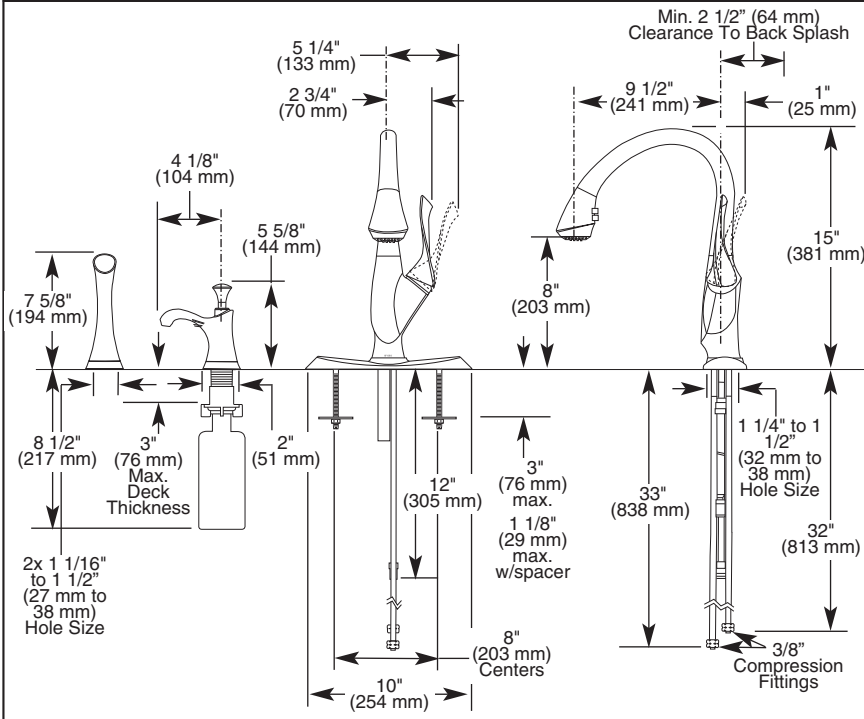 Min. 2 1/2” (64 mm)
Clearance To Back Splash
5 1/4"
(133 mm)
2 3/4"
(70 mm)
9 1/2"
(241 mm)
1"
(25 mm)
4 1/8"
(104 mm)
5 5/8"
(144 mm)
15"
(381 mm)
7 5/8"
(194 mm)
8"
(203 mm)
8 1/2"
(217 mm)
3"
(76 mm)
Max.
Deck
Thickness
2"
(51 mm)
12"
(305 mm)
3"
(76 mm)
max.
1 1/8"
(29 mm)
max.
w/spacer
1 1/4" to 1
1/2”
(32 mm to
38 mm)
Hole Size
33"
(838 mm)
32"
(813 mm)
2x 1 1/16"
to 1 1/2”
(27 mm to
38 mm)
Hole Size
8"
(203 mm)
Centers
10"
(254 mm)
3/8”
Compression
Fittings